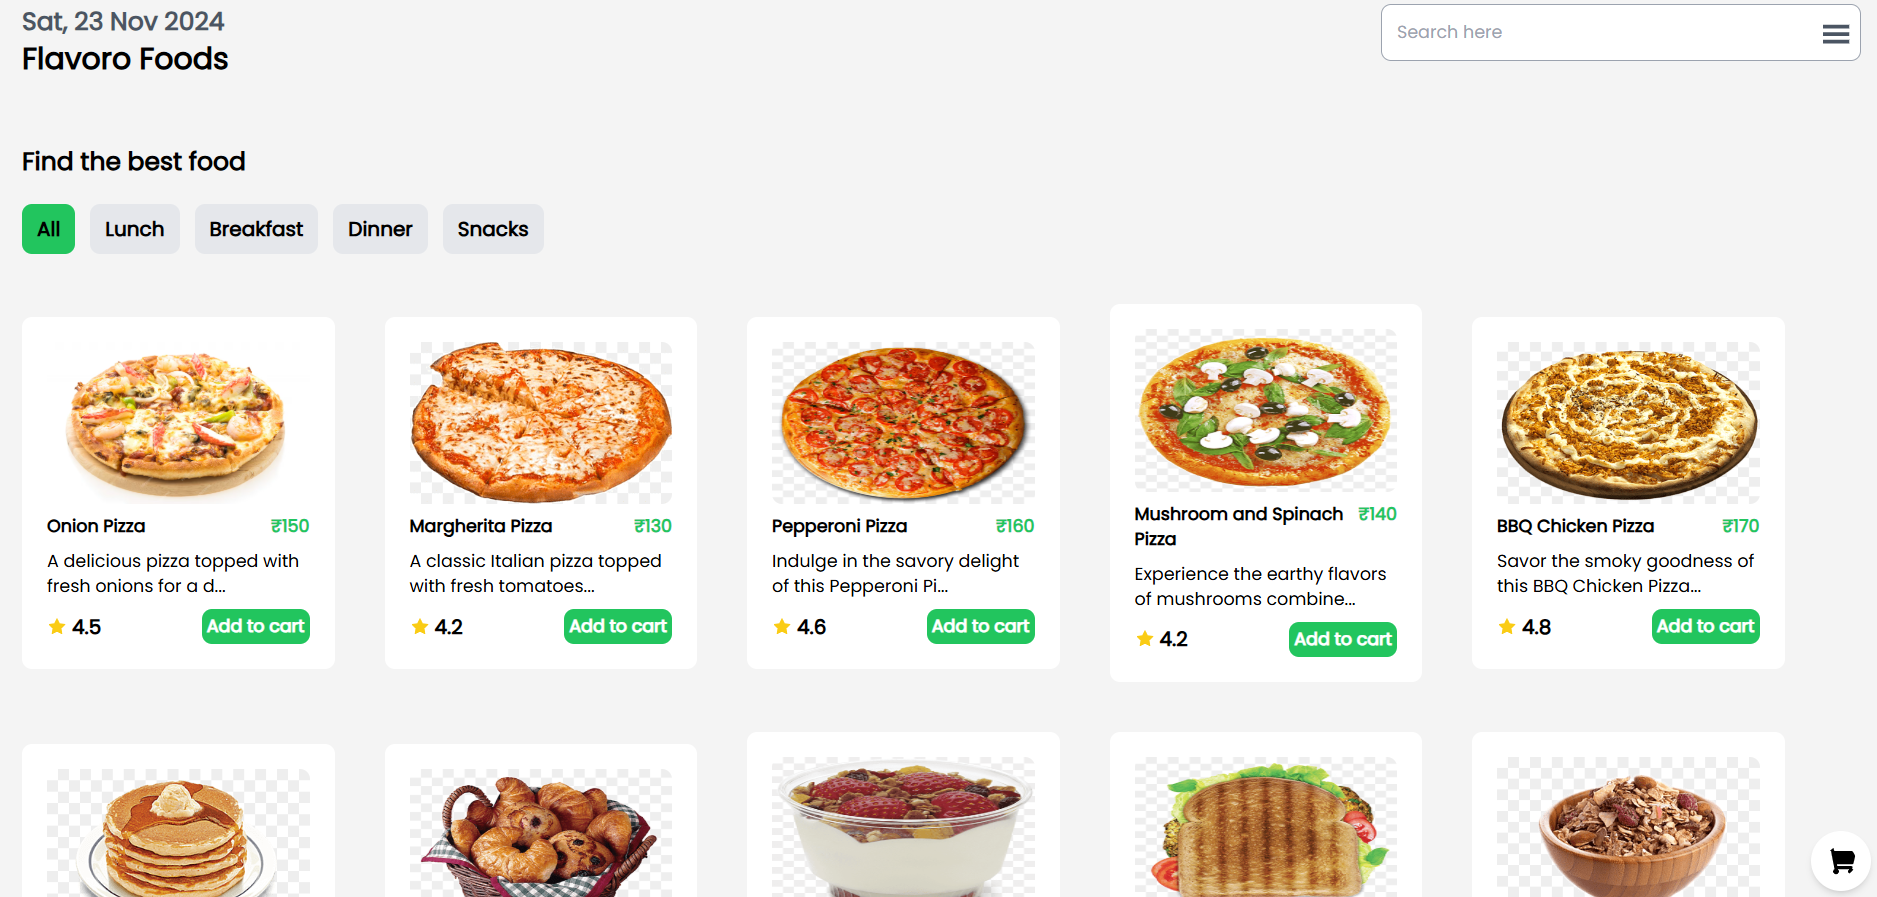 Sat, 23 Nov 2024
Flavoro Foods
Search here
Find the best food
All
Lunch
Breakfast
Dinner
Snacks
Onion Pizza
₹150
A delicious pizza topped with
fresh onions for a d...
4.5
Add to cart
Margherita Pizza
₹130
A classic Italian pizza topped
with fresh tomatoes...
4.2
Add to cart
Pepperoni Pizza
₹160
Indulge in the savory delight
of this Pepperoni Pi...
4.6
Add to cart
Mushroom and Spinach
Pizza
₹140
Experience the earthy flavors
of mushrooms combine...
4.2
Add to cart
BBQ Chicken Pizza
₹170
Savor the smoky goodness of
this BBQ Chicken Pizza...
4.8
Add to cart